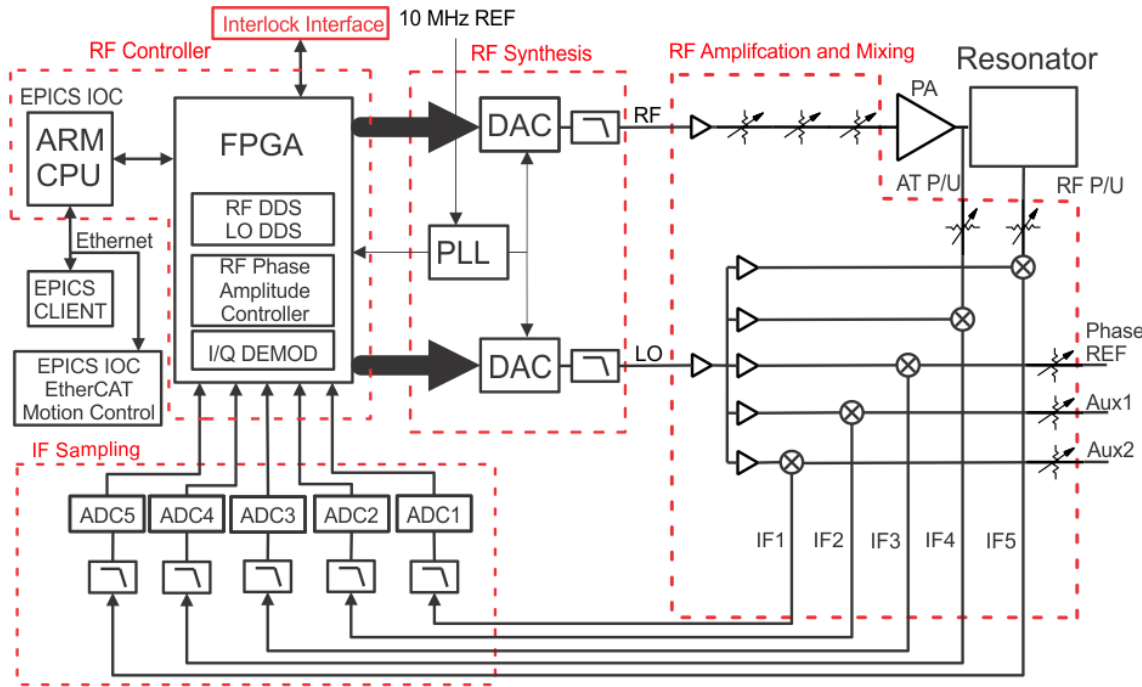 Interlock Interface
10 MHz REF
RF Controller
RF Synthesis
RF Amplifcation and Mixing
Resonator
EPICS IOC
ARM
CPU
FPGA
RF DDS
LO DDS
RF Phase
Amplitude
Controller
I/Q DEMOD
DAC
RF
PA
AT P/U
RF P/U
Ethernet
PLL
EPICS
CLIENT
EPICS IOC
EtherCAT
Motion Control
DAC
LO
Phase
REF
Aux1
Aux2
IF Sampling
ADC5
ADC4
ADC3
ADC2
ADC1
IF1
IF2
IF3
IF4
IF5